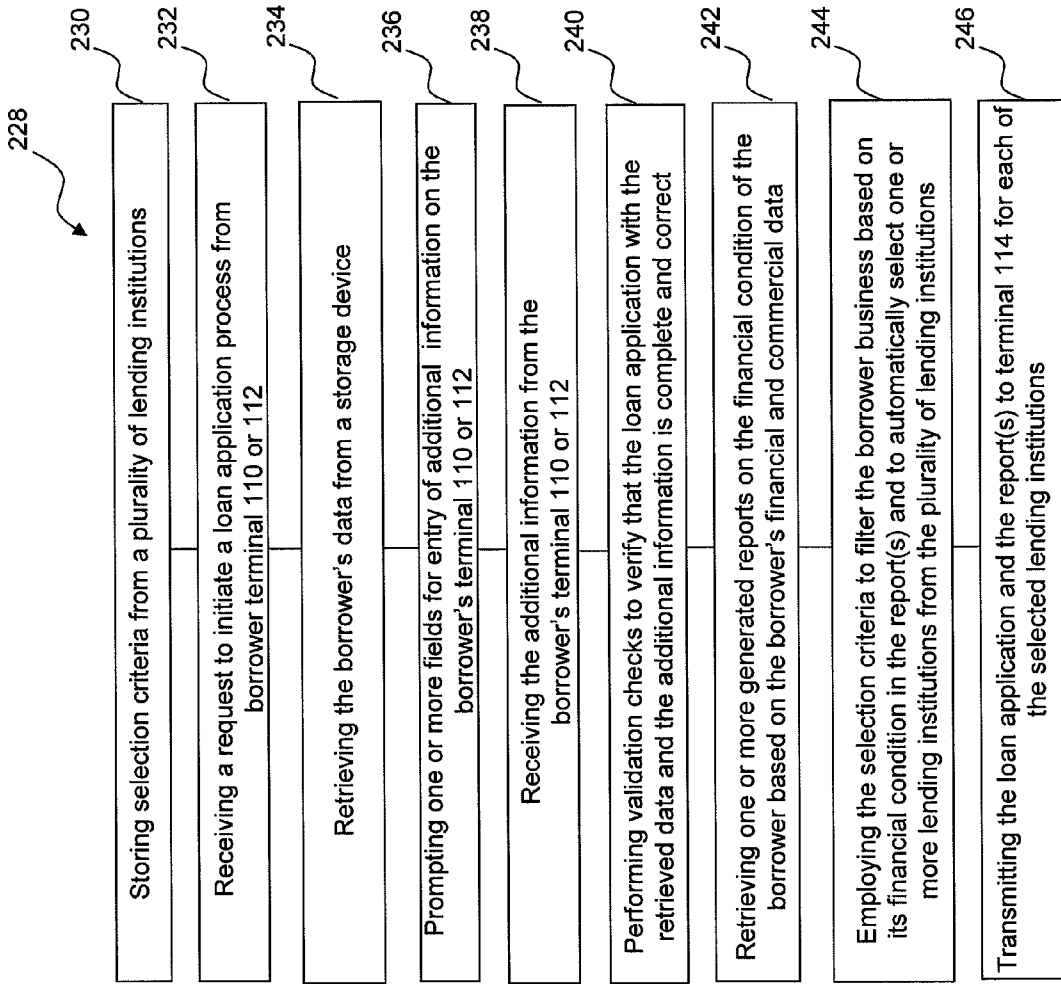 228
230
Storing selection criteria from a plurality of lending institutions
232
Receiving a request to initiate a loan application process from
borrower terminal 110 or 112
234
Retrieving the borrower's data from a storage device
236
Prompting one or more fields for entry of additional information on the
borrower's terminal 110 or 112
238
Receiving the additional information from the
borrower's terminal 110 or 112
240
Performing validation checks to verify that the loan application with the
retrieved data and the additional information is complete and correct
242
Retrieving one or more generated reports on the financial condition of the
borrower based on the borrower's financial and commercial data
244
Employing the selection criteria to filter the borrower business based on
its financial condition in the report(s) and to automatically select one or
more lending institutions from the plurality of lending institutions
246
Transmitting the loan application and the report(s) to terminal 114 for each of
the selected lending institutions